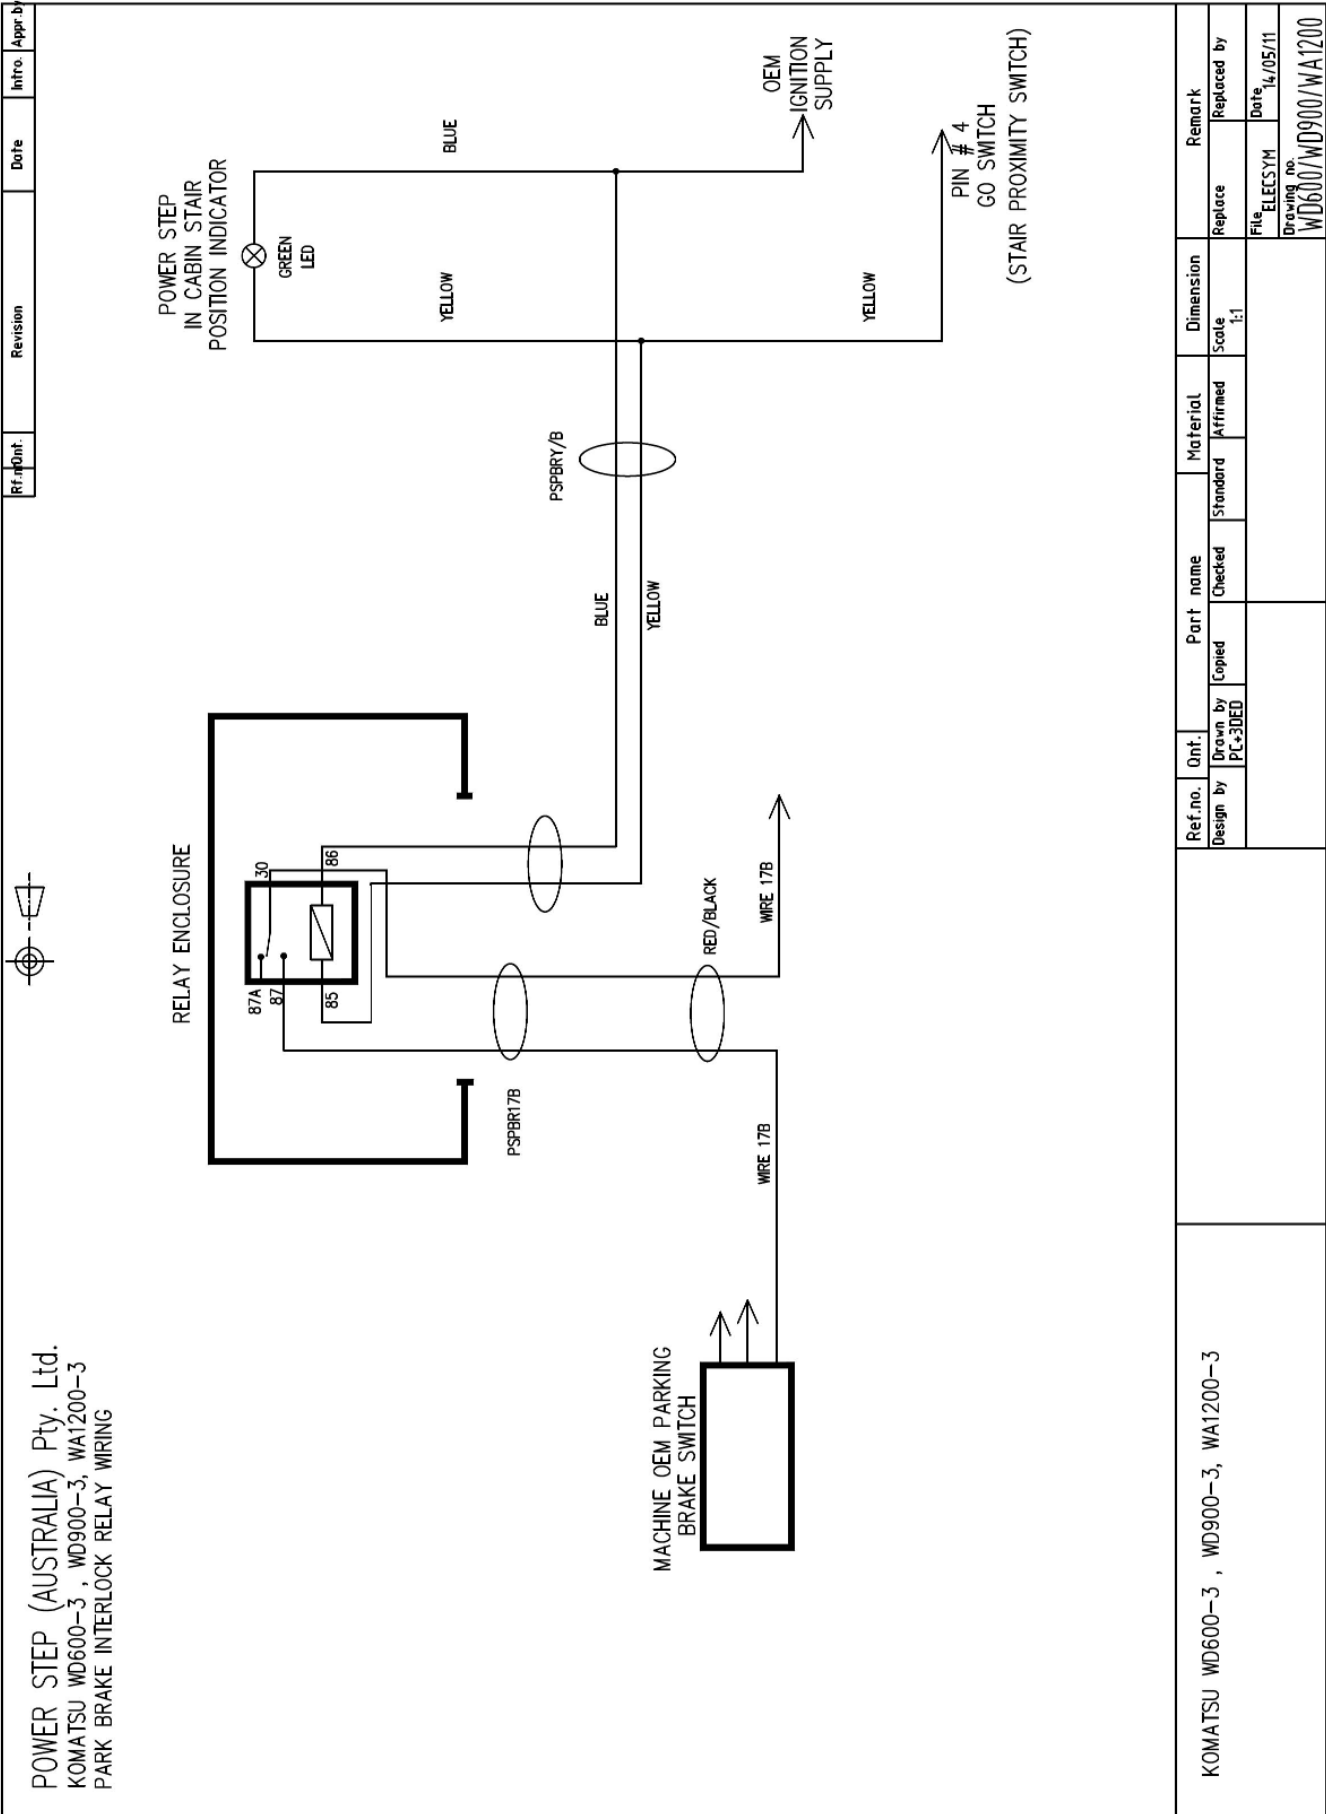 POWER STEP (AUSTRALIA) Pty. Ltd.
KOMATSU WD600-3 , WD900-3, WA1200-3
PARK BRAKE INTERLOCK RELAY WIRING
Rf.n
Qnt.
Revision
Date
Intro.
Appr.by
RELAY ENCLOSURE
87A
87
85
30
86
POWER STEP
IN CABIN STAIR
POSITION INDICATOR
GREEN
LED
YELLOW
BLUE
PSPBR17B
PSPBRY/B
BLUE
YELLOW
OEM
IGNITION
SUPPLY
YELLOW
PIN # 4
GO SWITCH
(STAIR PROXIMITY SWITCH)
MACHINE OEM PARKING
BRAKE SWITCH
WIRE 17B
RED/BLACK
WIRE 17B
Ref.no.
Qnt.
Part name
Material
Dimension
Remark
Design by
Drawn by
PC+3DED
Copied
Checked
Standard
Affirmed
Scale
1:1
Replace
Replaced by
File
ELECSYM
Date
14/05/11
Drawing no.
WD600/WD900/WA1200
KOMATSU WD600-3 , WD900-3, WA1200-3